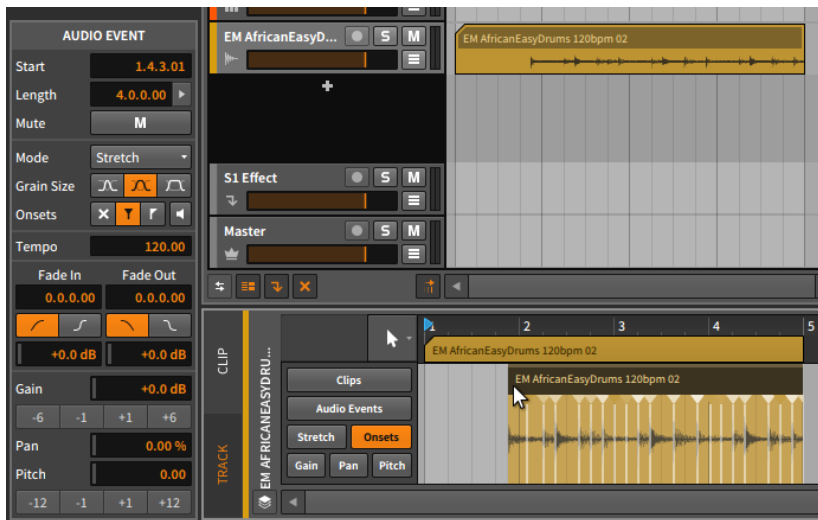 AUDIO EVENT
Start 1.4.3.01
Length 4.0.0.00
Mute M
Mode Stretch
Grain Size
Onsets
Tempo 120.00
Fade In Fade Out
0.0.0.00 0.0.0.00
+0.0 dB +0.0 dB
Gain +0.0 dB
-6 -1 +1 +6
Pan 0.00 %
Pitch 0.00
-12 -1 +1 +12
EM AfricanEasyD... S M
EM AfricanEasyDrums 120bpm 02
S1 Effect S M
Master S M
CLIP
TRACK
EM AFRICANEASYDRU...
1 2 3 4 5
EM AfricanEasyDrums 120bpm 02
Clips
EM AfricanEasyDrums 120bpm 02
Audio Events
Stretch Onsets
Gain Pan Pitch